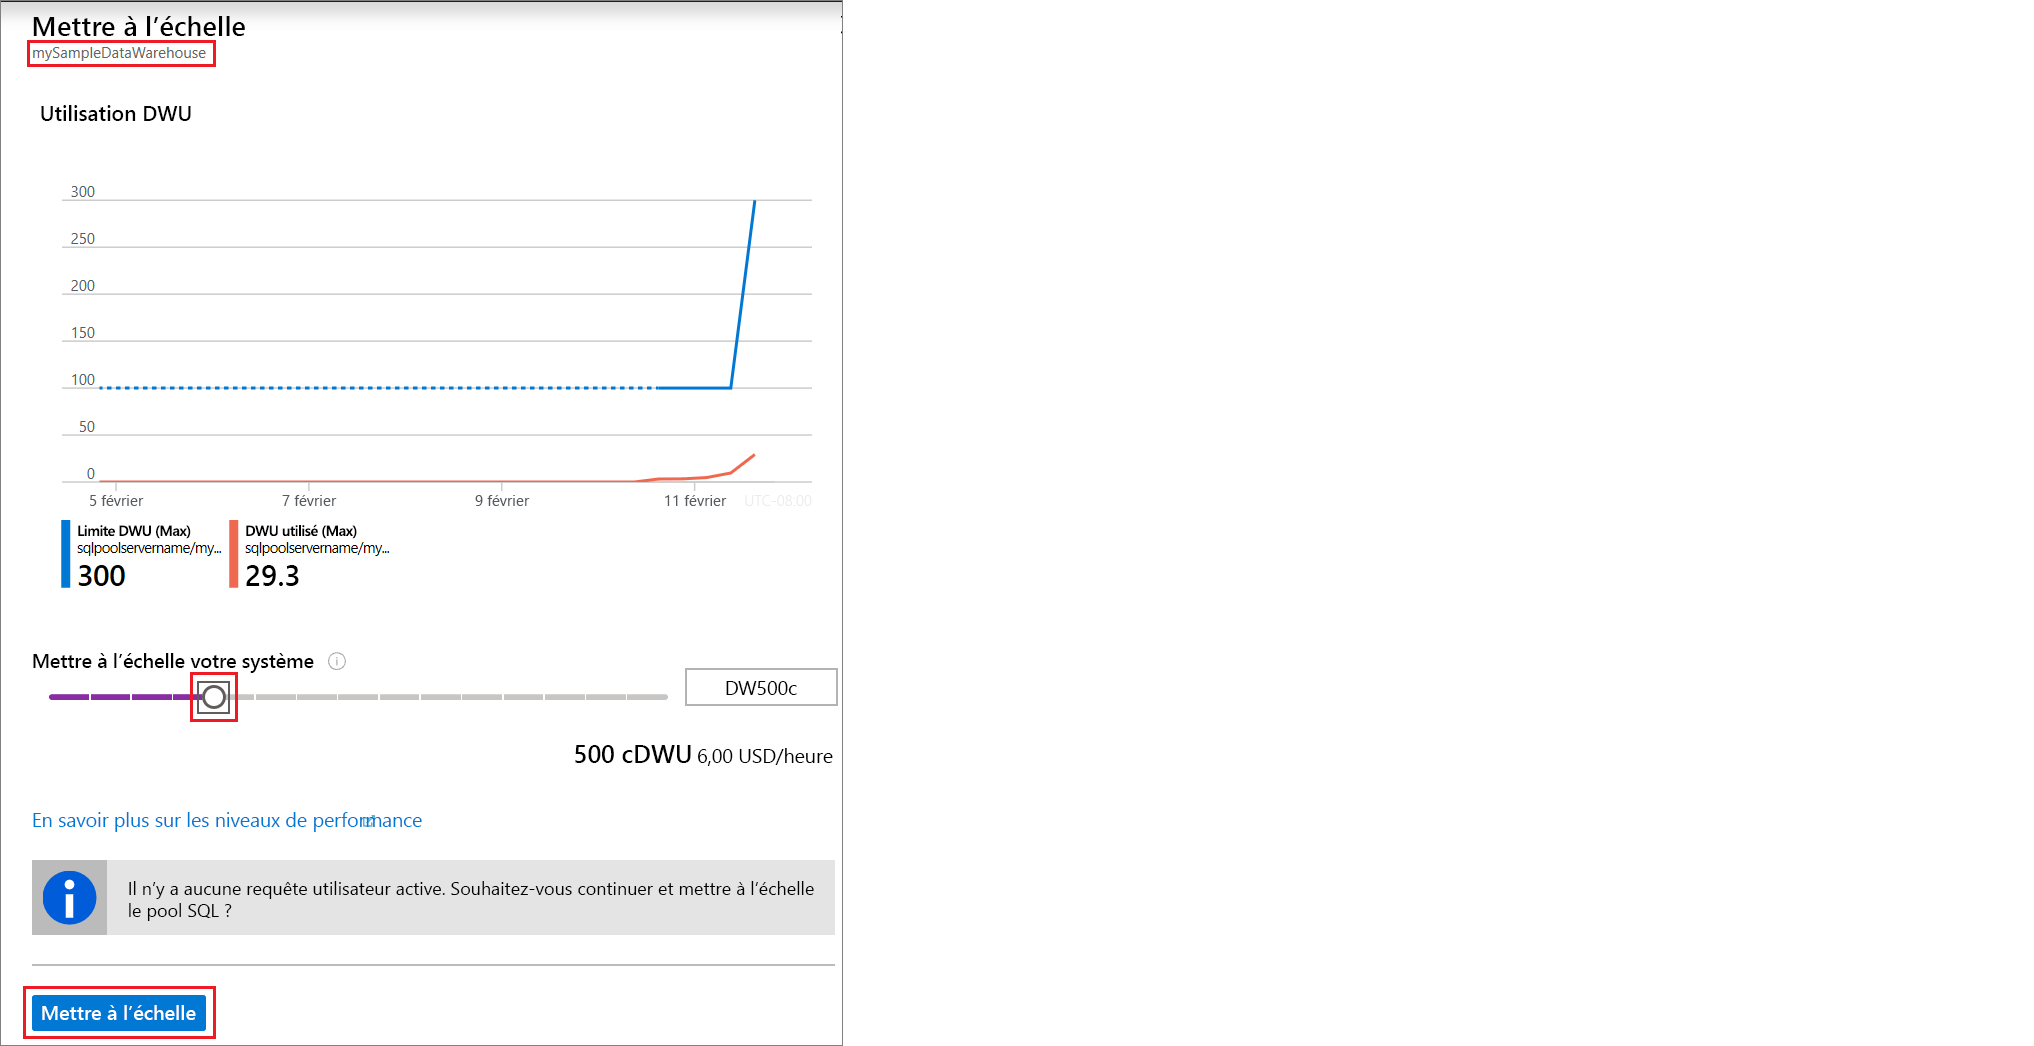 Mettre à l’échelle
mySampleDataWarehouse
Utilisation DWU
300
250
200
150
100
50
0
5 février 7 février 9 février 11 février UTC-08:00
Limite DWU (Max) DWU utilisé (Max)
sqlpoolservername/my... sqlpoolservername/my...
300 29.3
Mettre à l’échelle votre système
DW500c
500 cDWU 6,00 USD/heure
En savoir plus sur les niveaux de performance
Il n’y a aucune requête utilisateur active. Souhaitez-vous continuer et mettre à l’échelle
le pool SQL ?
Mettre à l’échelle